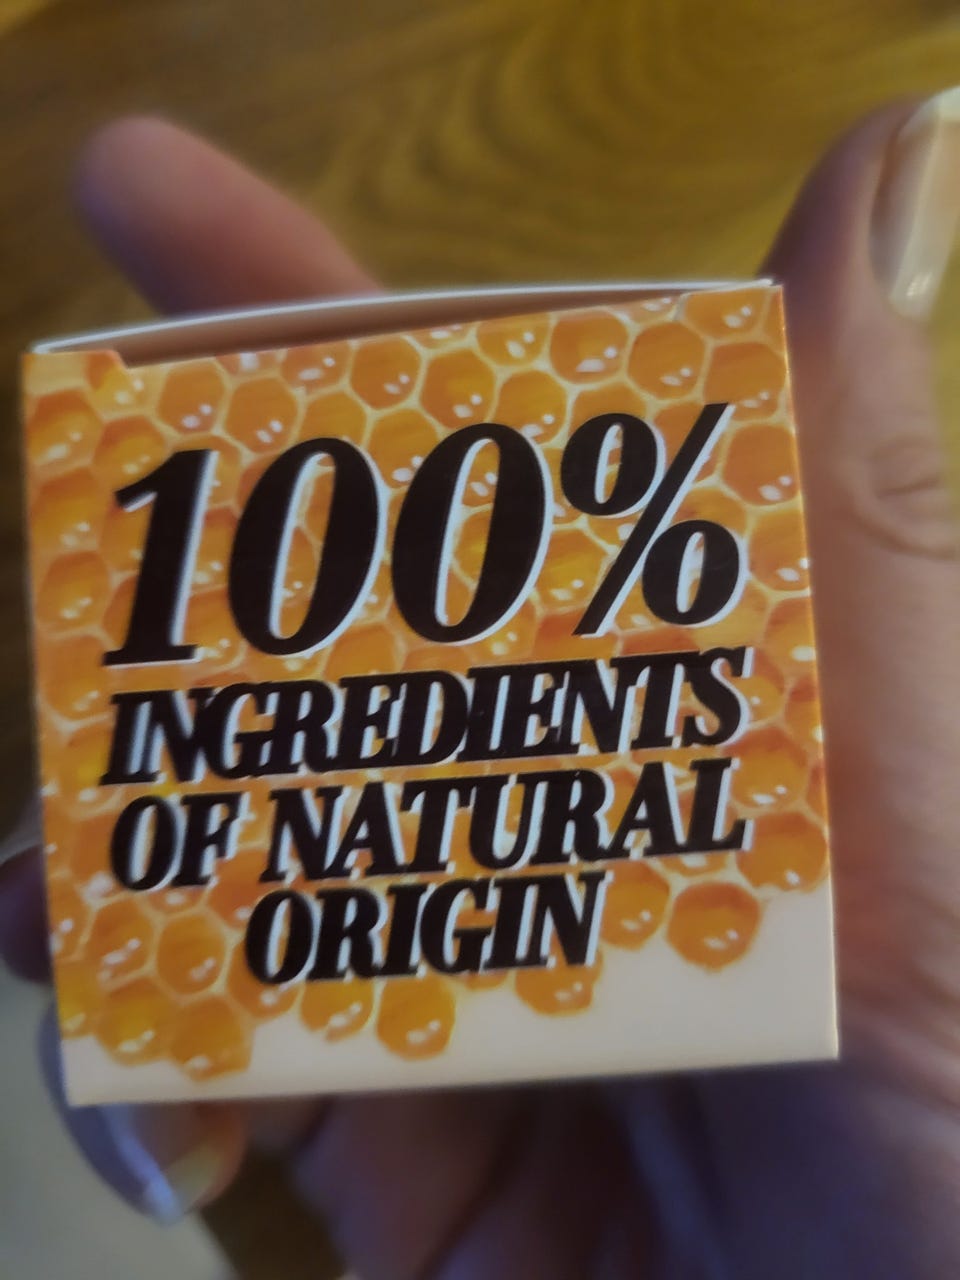 100%
INGREDIENTS
OF NATURAL
ORIGIN